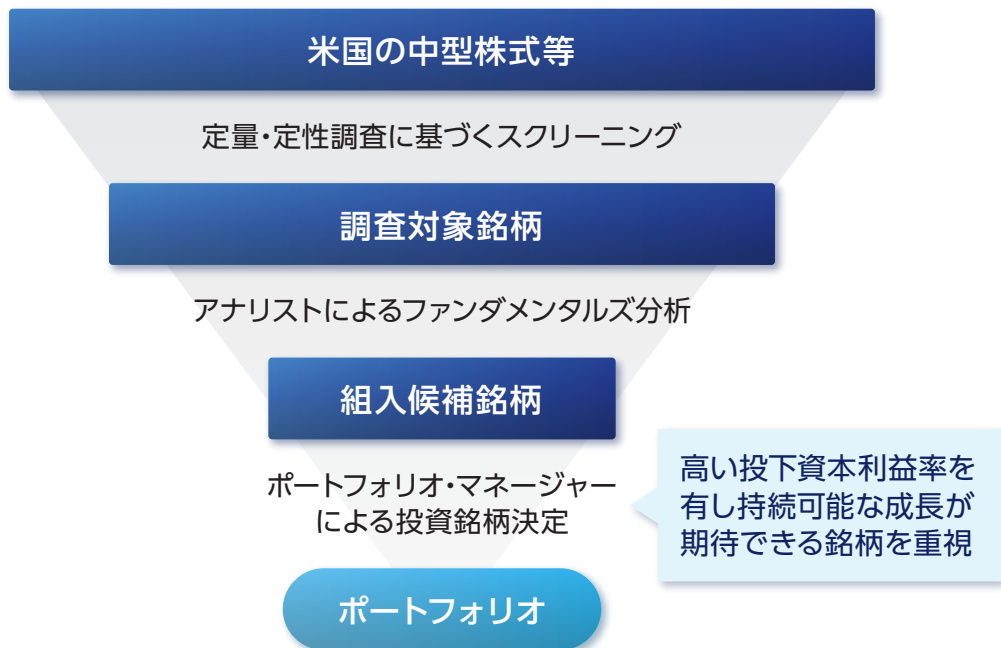 米国の中型株式等
定量・定性調査に基づくスクリーニング
調査対象銘柄
アナリストによるファンダメンタルズ分析
組入候補銘柄
ポートフォリオ・マネージャー
による投資銘柄決定
高い投下資本利益率を
有し持続可能な成長が
期待できる銘柄を重視
ポートフォリオ